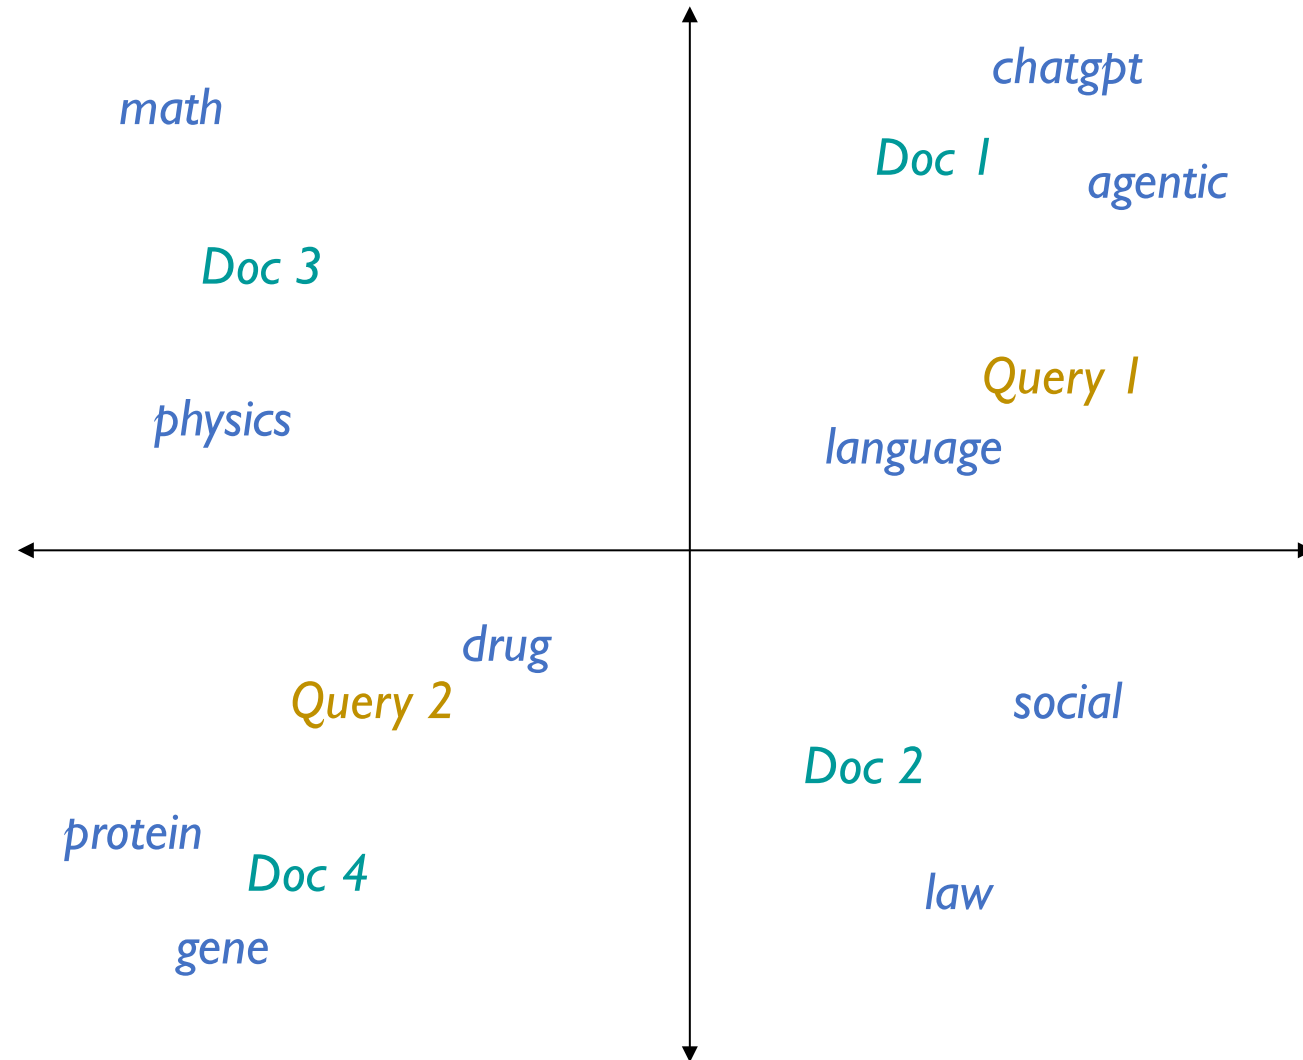 chatgpt
math
Doc 1
agentic
Doc 3
Query 1
physics
language
drug
Query 2
social
Doc 2
protein
Doc 4
law
gene